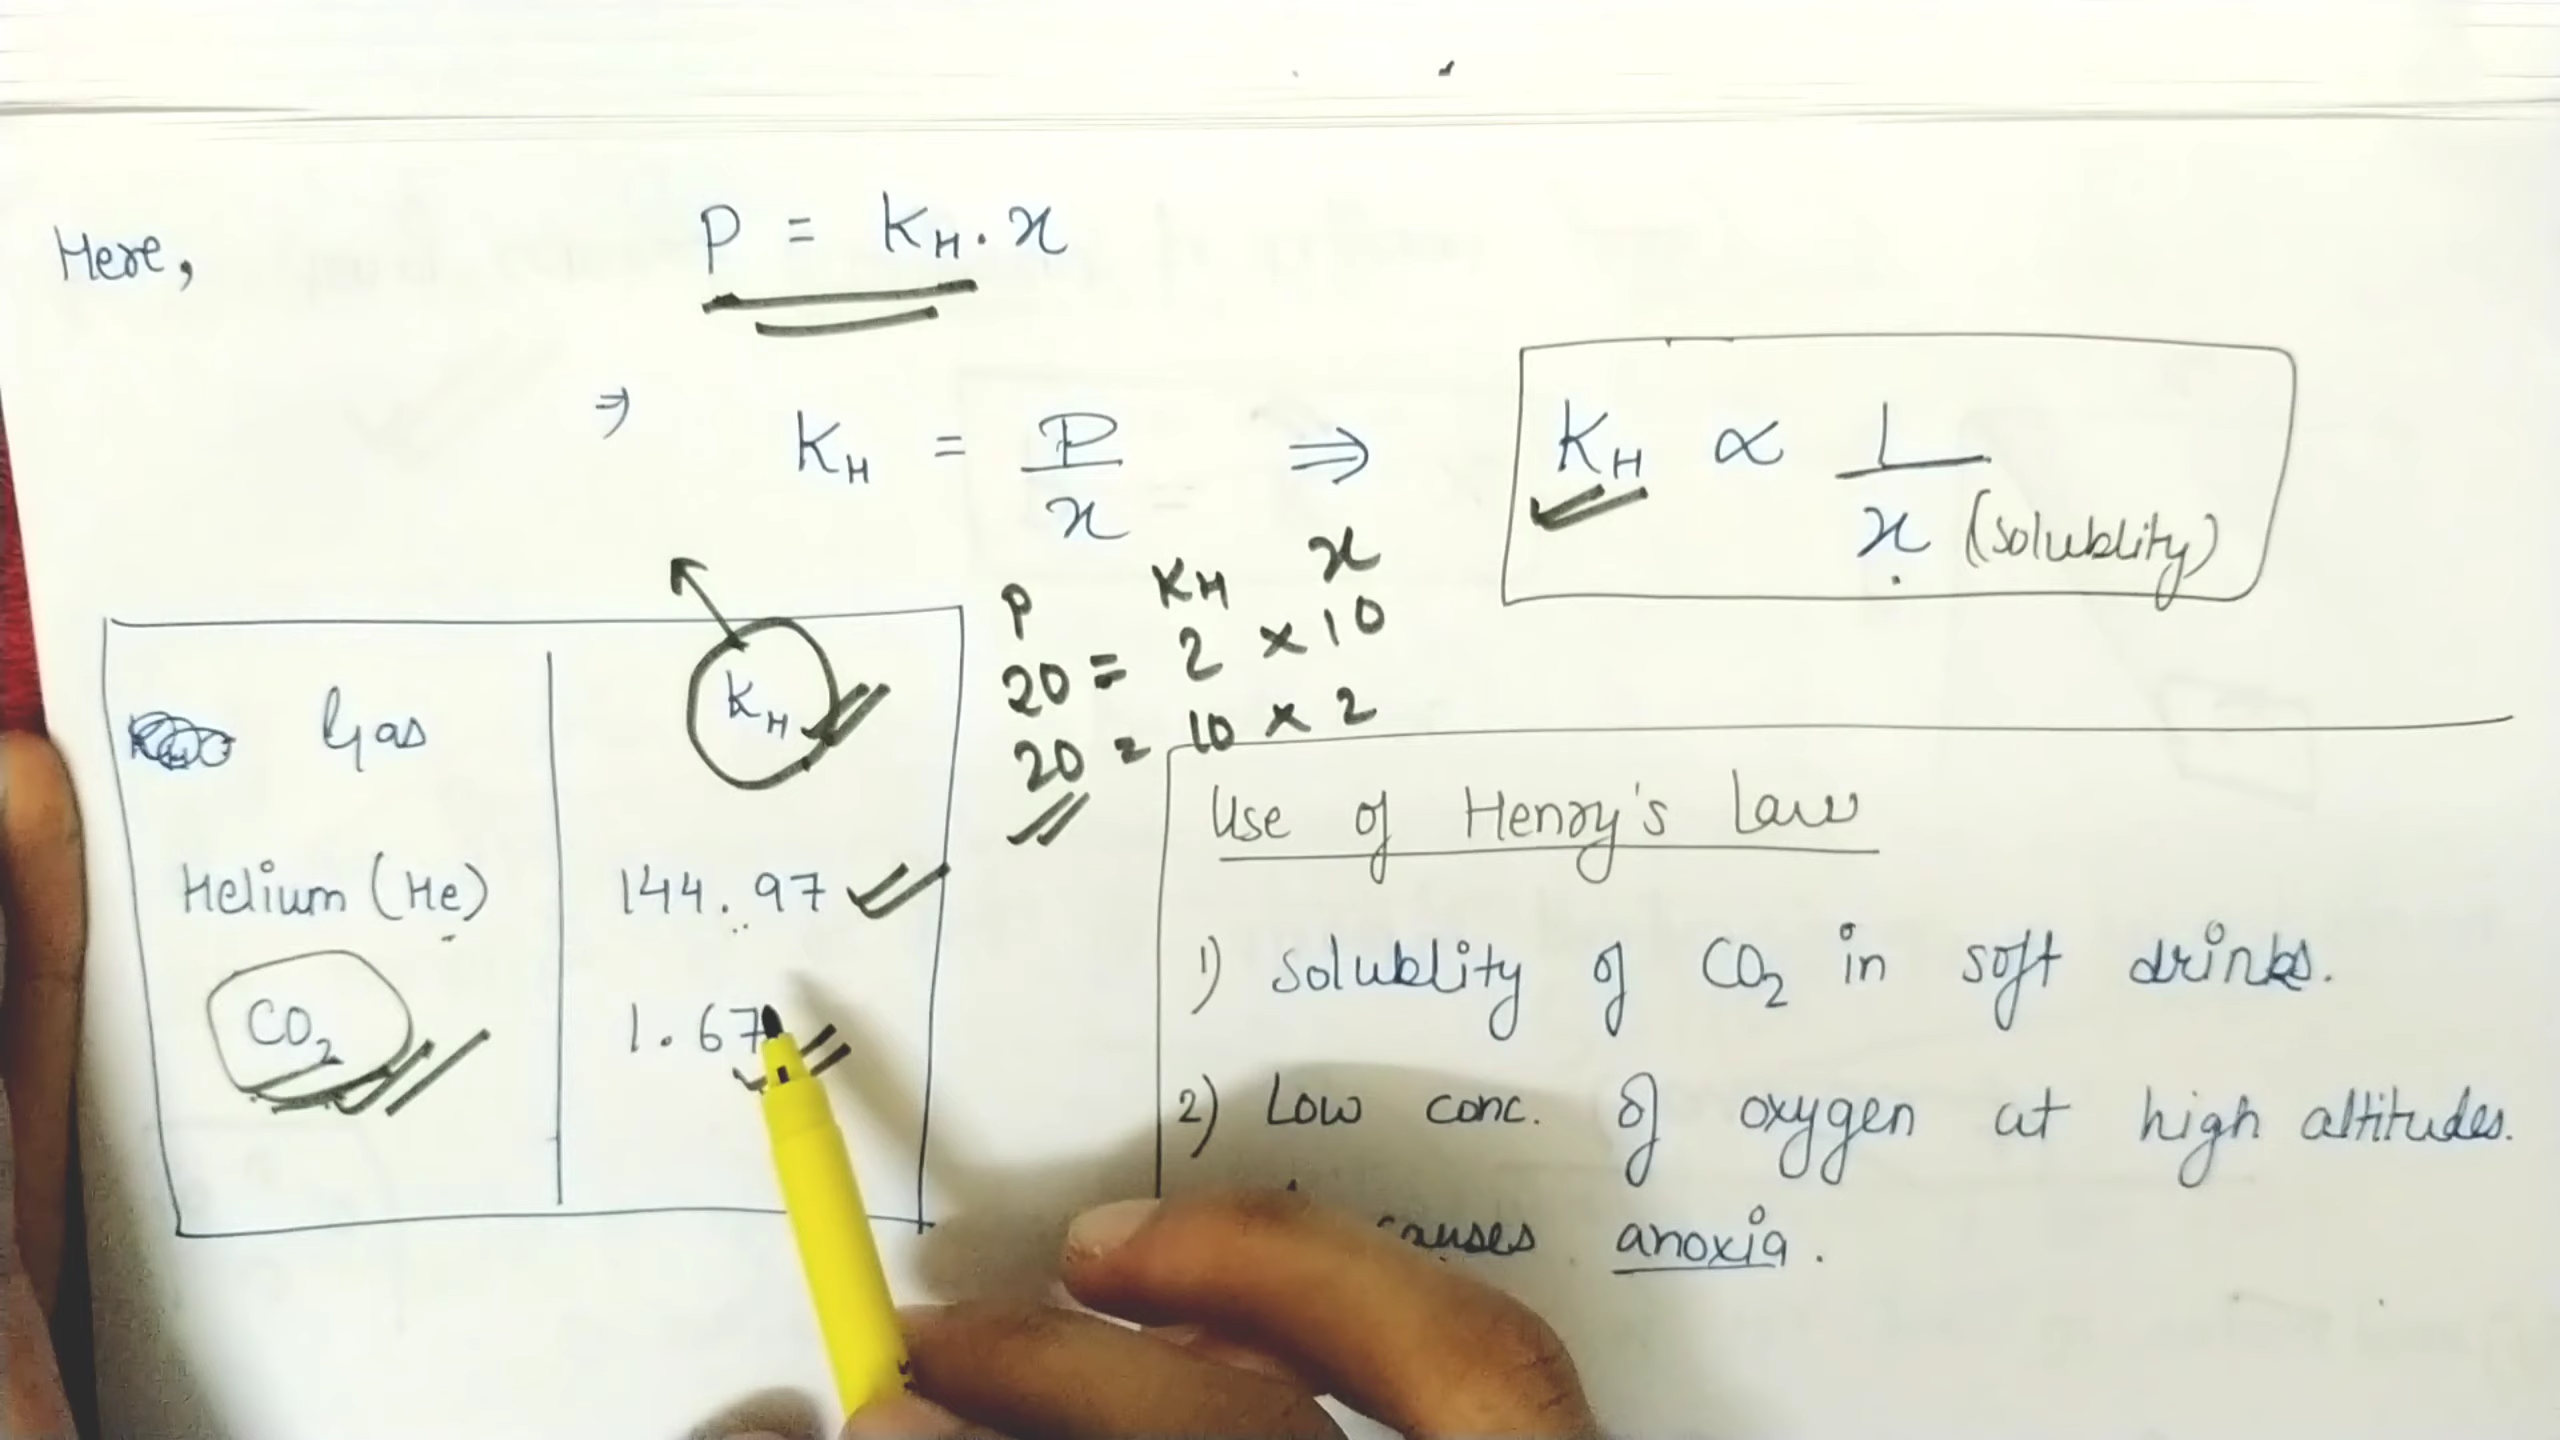 Here,
P = KH . x
⇒ KH = P/x ⇒ KH ∝ 1/x (solublity)
P KH x
20 = 2 × 10
20 = 10 × 2
Gas KH
Helium (He) 144.97
CO2 1.67
Use of Henry's Law
1) Solublity of CO2 in soft drinks.
2) Low conc. of oxygen at high altitudes.
causes anoxia.